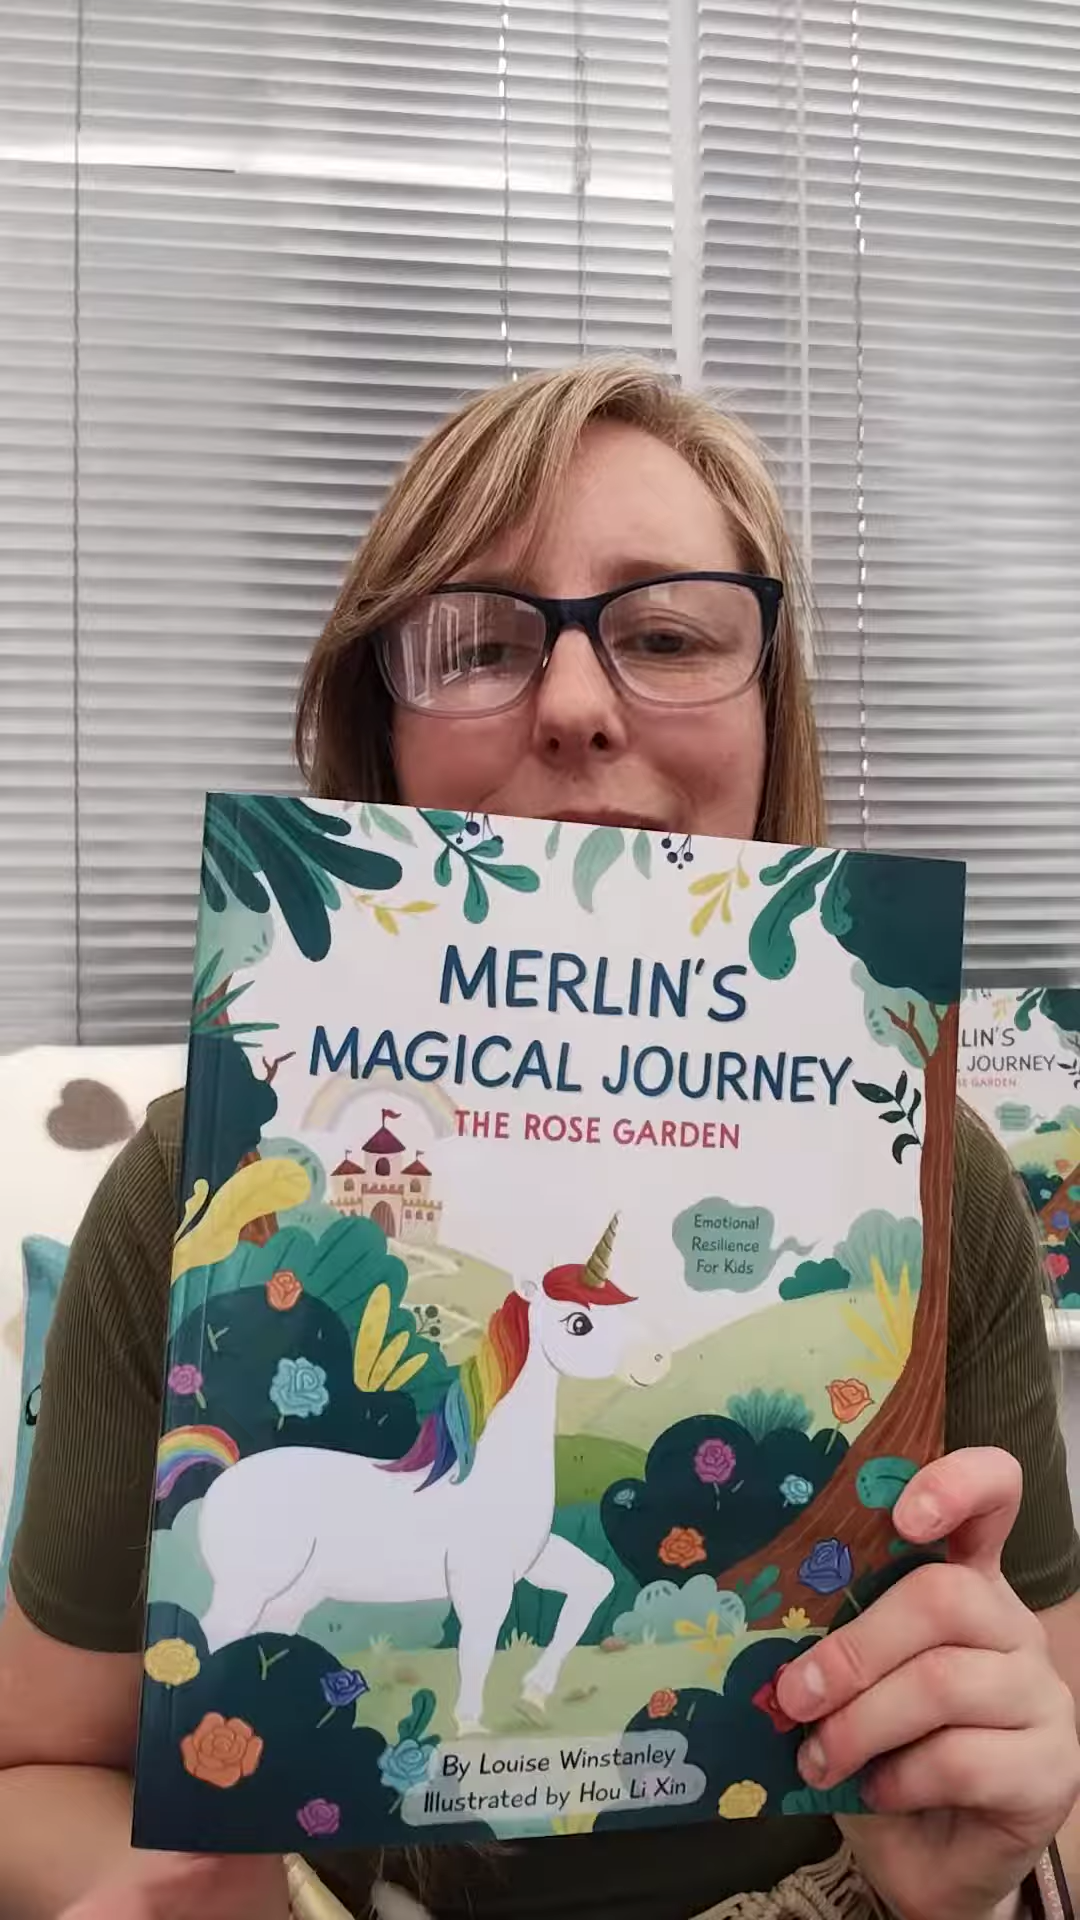 MERLIN'S
MAGICAL JOURNEY
THE ROSE GARDEN
Emotional
Resilience
For Kids
By Louise Winstanley
Illustrated by Hou Li Xin
LIN'S
JOURNEY
GARDEN